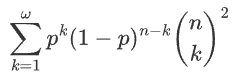 $$\sum_{k=1}^{\omega} p^k (1-p)^{n-k} \binom{n}{k}^2$$